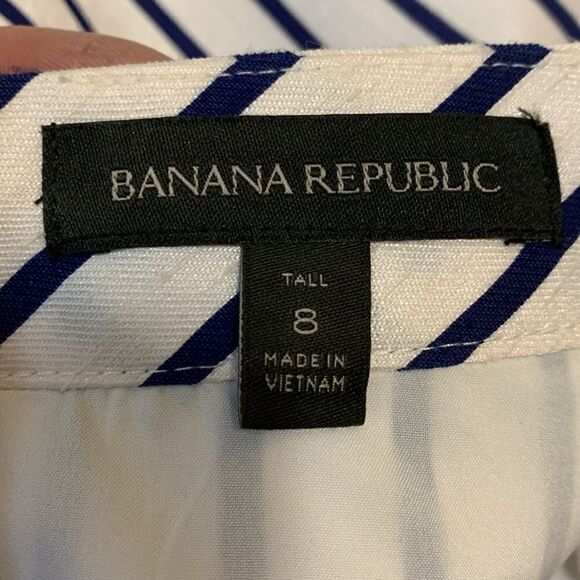 BANANA REPUBLIC
TALL
8
MADE IN
VIETNAM